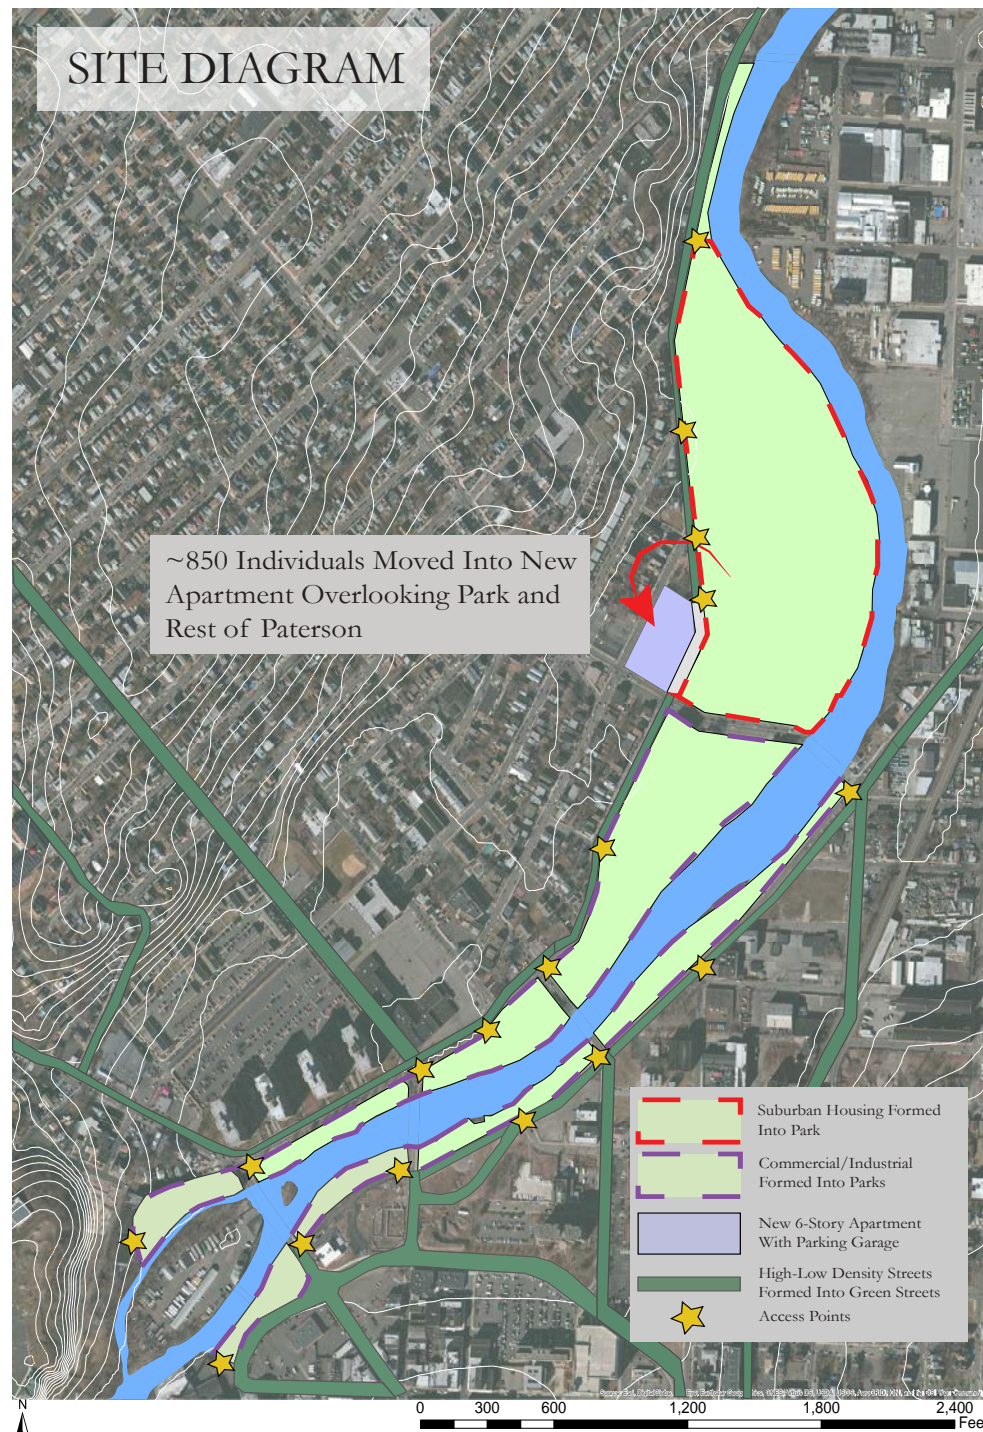 SITE DIAGRAM
~850 Individuals Moved Into New
Apartment Overlooking Park and
Rest of Paterson
Suburban Housing Formed
Into Park
Commercial/Industrial
Formed Into Parks
New 6-Story Apartment
With Parking Garage
High-Low Density Streets
Formed Into Green Streets
Access Points
N
0 300 600 1,200 1,800 2,400
Fee